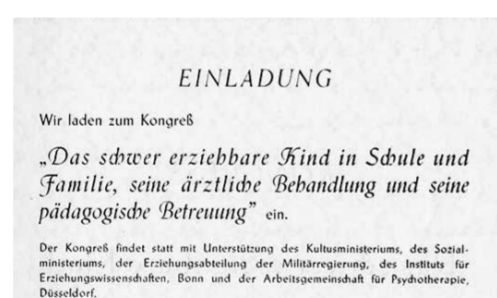 EINLADUNG
Wir laden zum Kongreß
„Das schwer erziehbare Kind in Schule und
Familie, seine ärztliche Behandlung und seine
pädagogische Betreuung” ein.
Der Kongreß findet statt mit Unterstützung des Kultusministeriums, des Sozial-
ministeriums, der Erziehungsabteilung der Militärregierung, des Instituts für
Erziehungswissenschaften, Bonn und der Arbeitsgemeinschaft für Psychotherapie,
Düsseldorf.